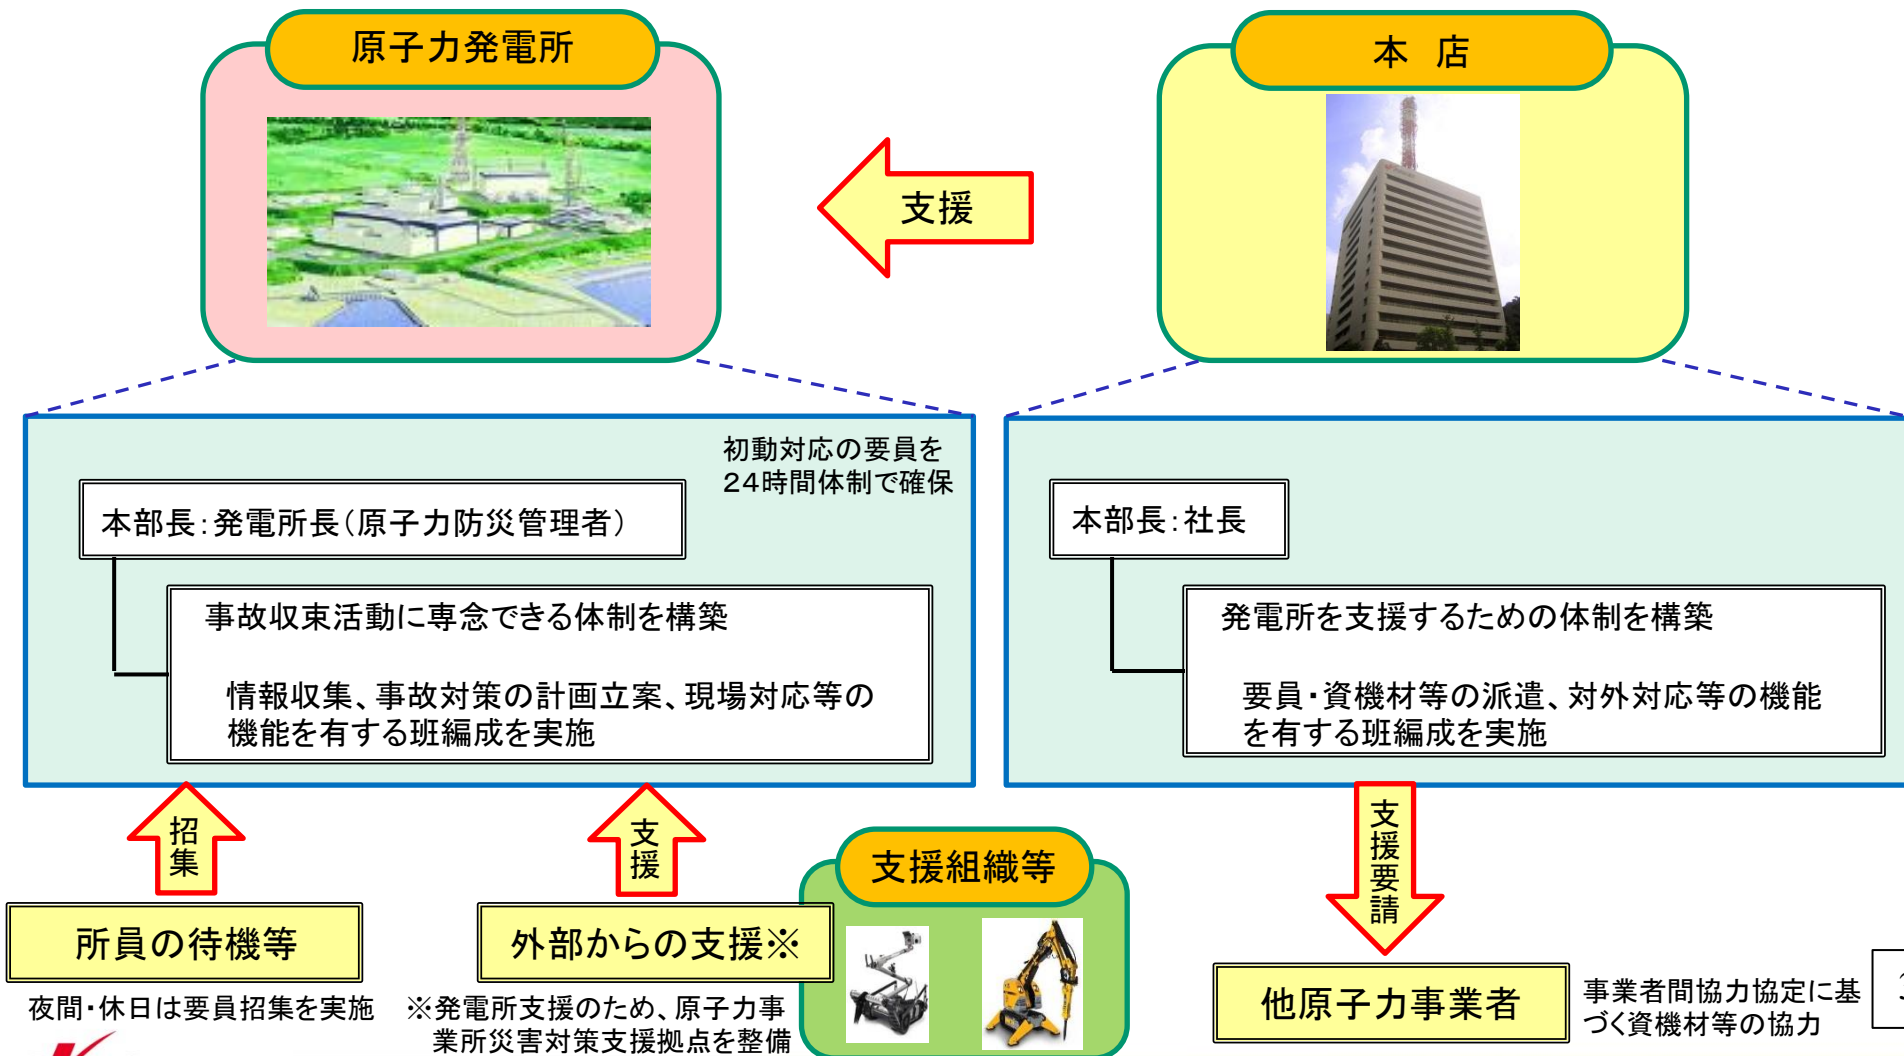 原子力発電所
本 店
支援
初動対応の要員を
24時間体制で確保
本部長:発電所長(原子力防災管理者)
事故収束活動に専念できる体制を構築
情報収集、事故対策の計画立案、現場対応等の
機能を有する班編成を実施
本部長:社長
発電所を支援するための体制を構築
要員・資機材等の派遣、対外対応等の機能
を有する班編成を実施
招集
支援
支援要請
支援組織等
所員の待機等
夜間・休日は要員招集を実施
外部からの支援※
※発電所支援のため、原子力事
業所災害対策支援拠点を整備
他原子力事業者
事業者間協力協定に基
づく資機材等の協力